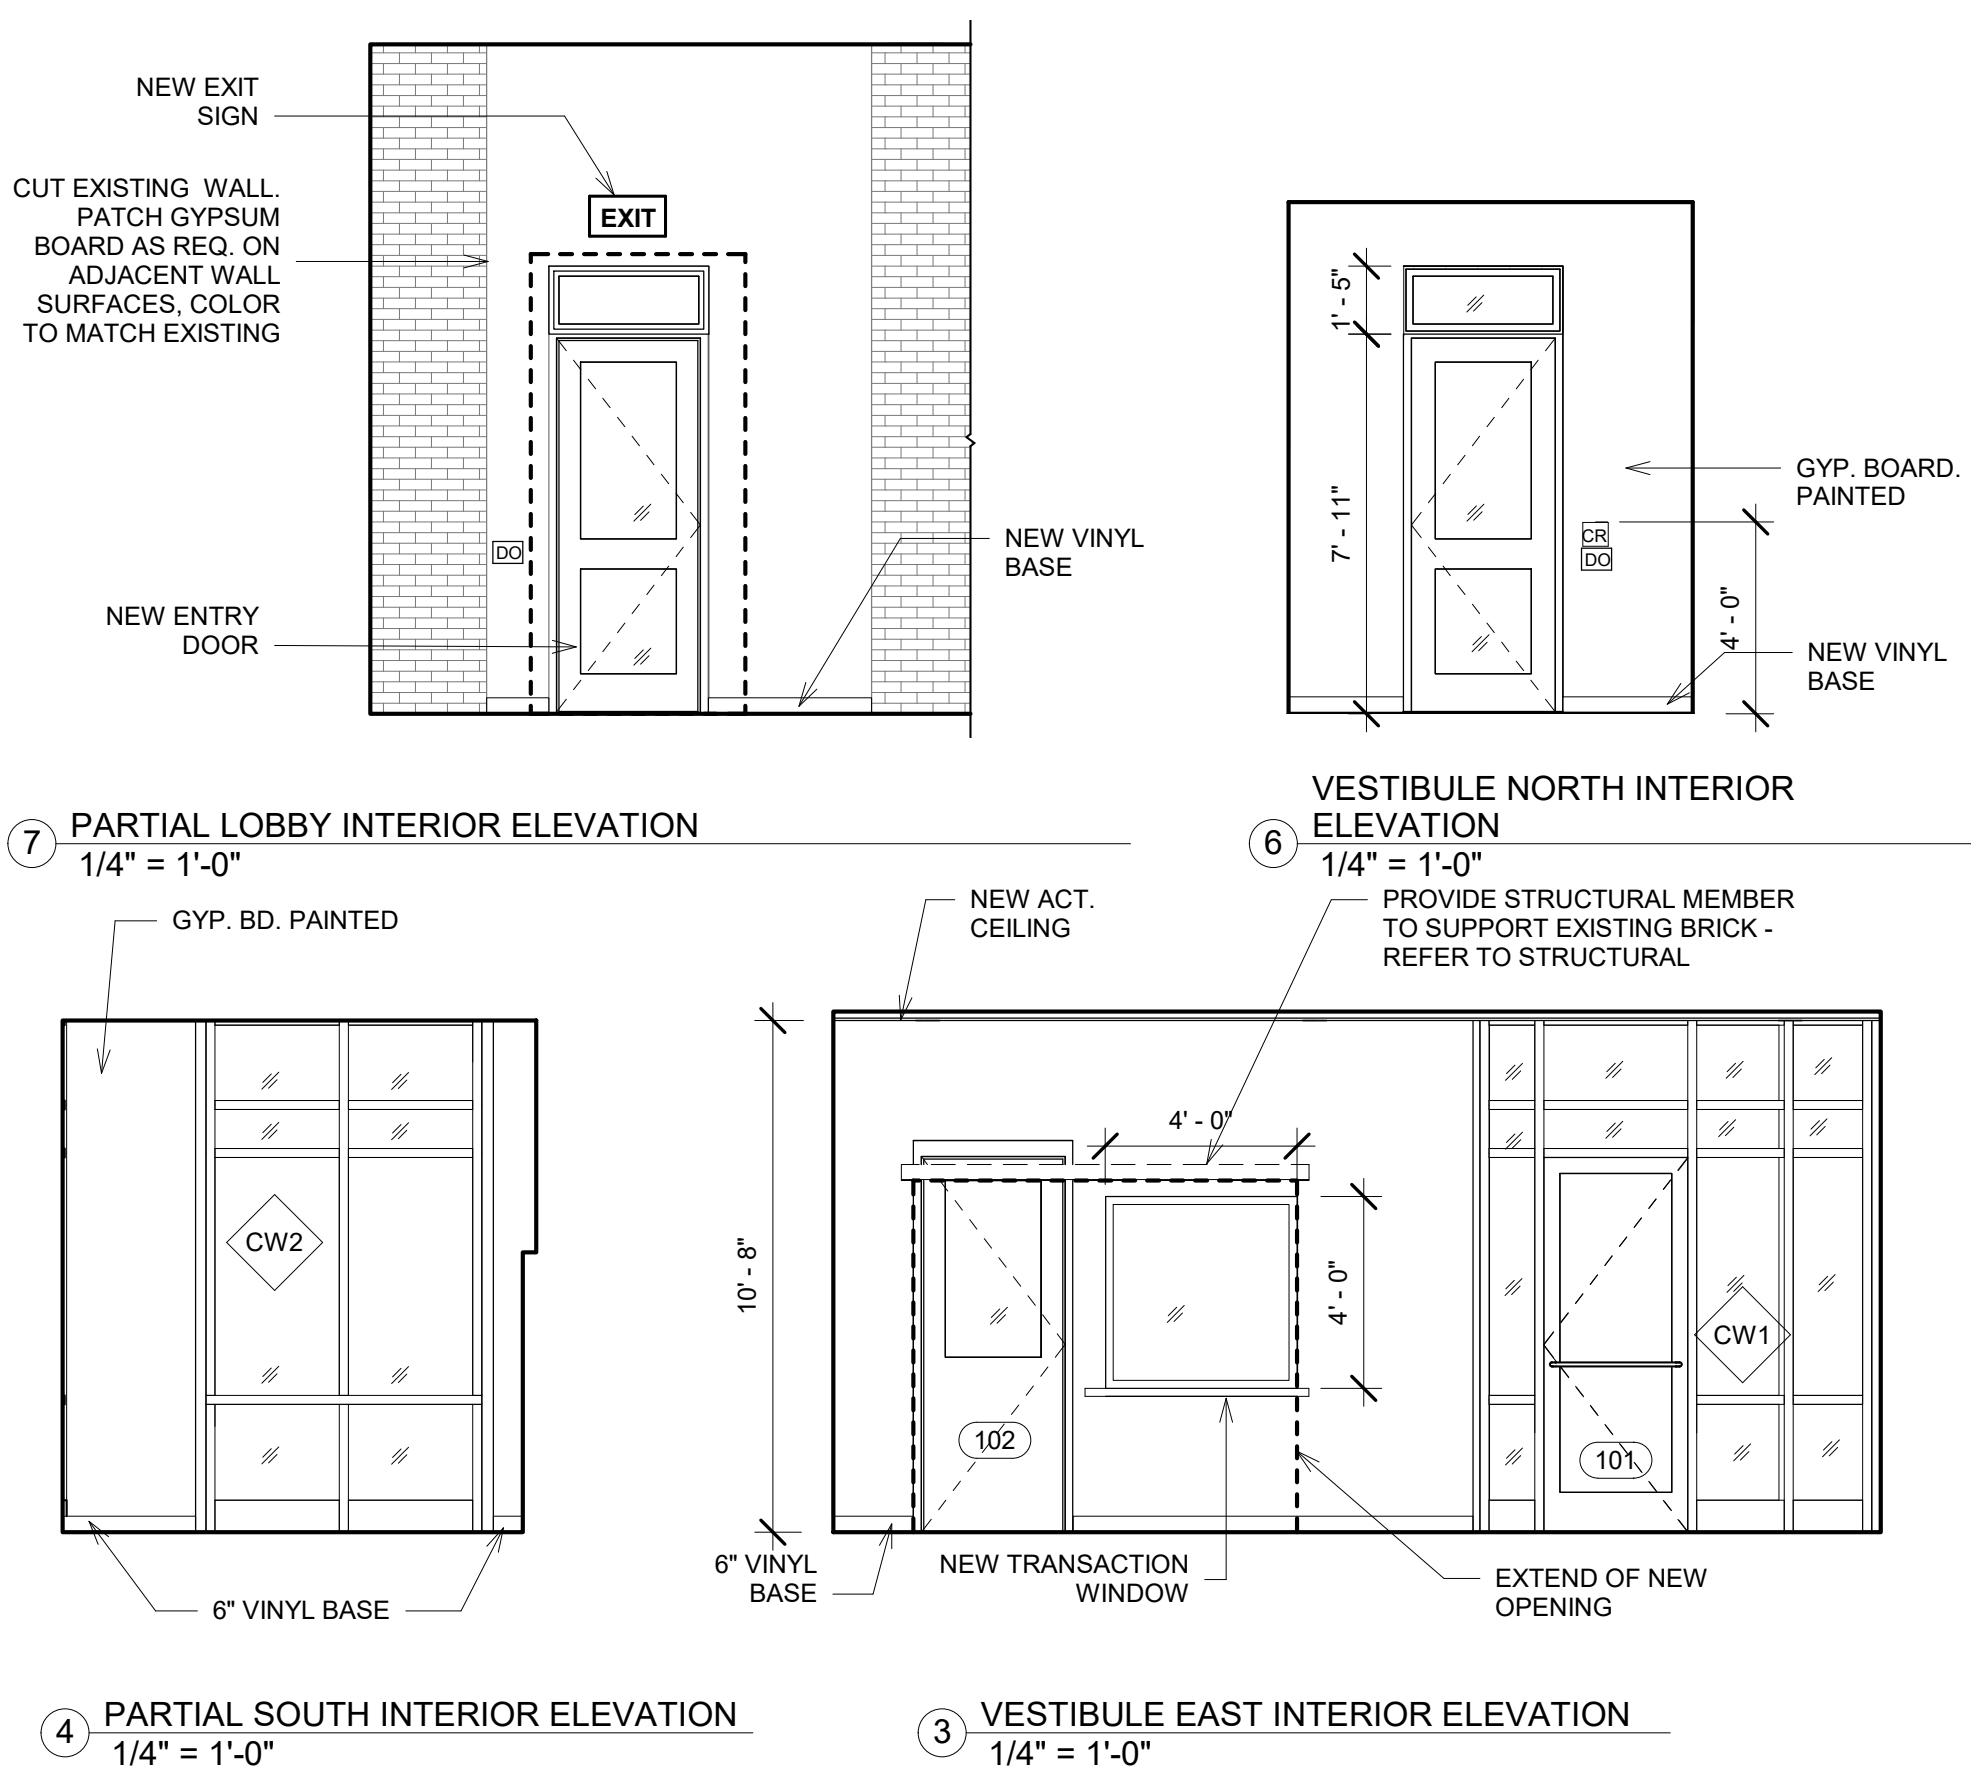 NEW EXIT
SIGN
EXIT
CUT EXISTING  WALL.
PATCH GYPSUM
BOARD AS REQ. ON
ADJACENT WALL
SURFACES, COLOR
TO MATCH EXISTING
DO
NEW VINYL
BASE
NEW ENTRY
DOOR
1' - 5"
7' - 11"
GYP. BOARD.
PAINTED
CR
DO
4' - 0"
NEW VINYL
BASE
7
PARTIAL LOBBY INTERIOR ELEVATION
1/4" = 1'-0"
6
VESTIBULE NORTH INTERIOR
ELEVATION
1/4" = 1'-0"
GYP. BD. PAINTED
CW2
6" VINYL BASE
NEW ACT.
CEILING
PROVIDE STRUCTURAL MEMBER
TO SUPPORT EXISTING BRICK -
REFER TO STRUCTURAL
4' - 0"
10' - 8"
4' - 0"
CW1
102
101
6" VINYL
BASE
NEW TRANSACTION
WINDOW
EXTEND OF NEW
OPENING
4
PARTIAL SOUTH INTERIOR ELEVATION
1/4" = 1'-0"
3
VESTIBULE EAST INTERIOR ELEVATION
1/4" = 1'-0"